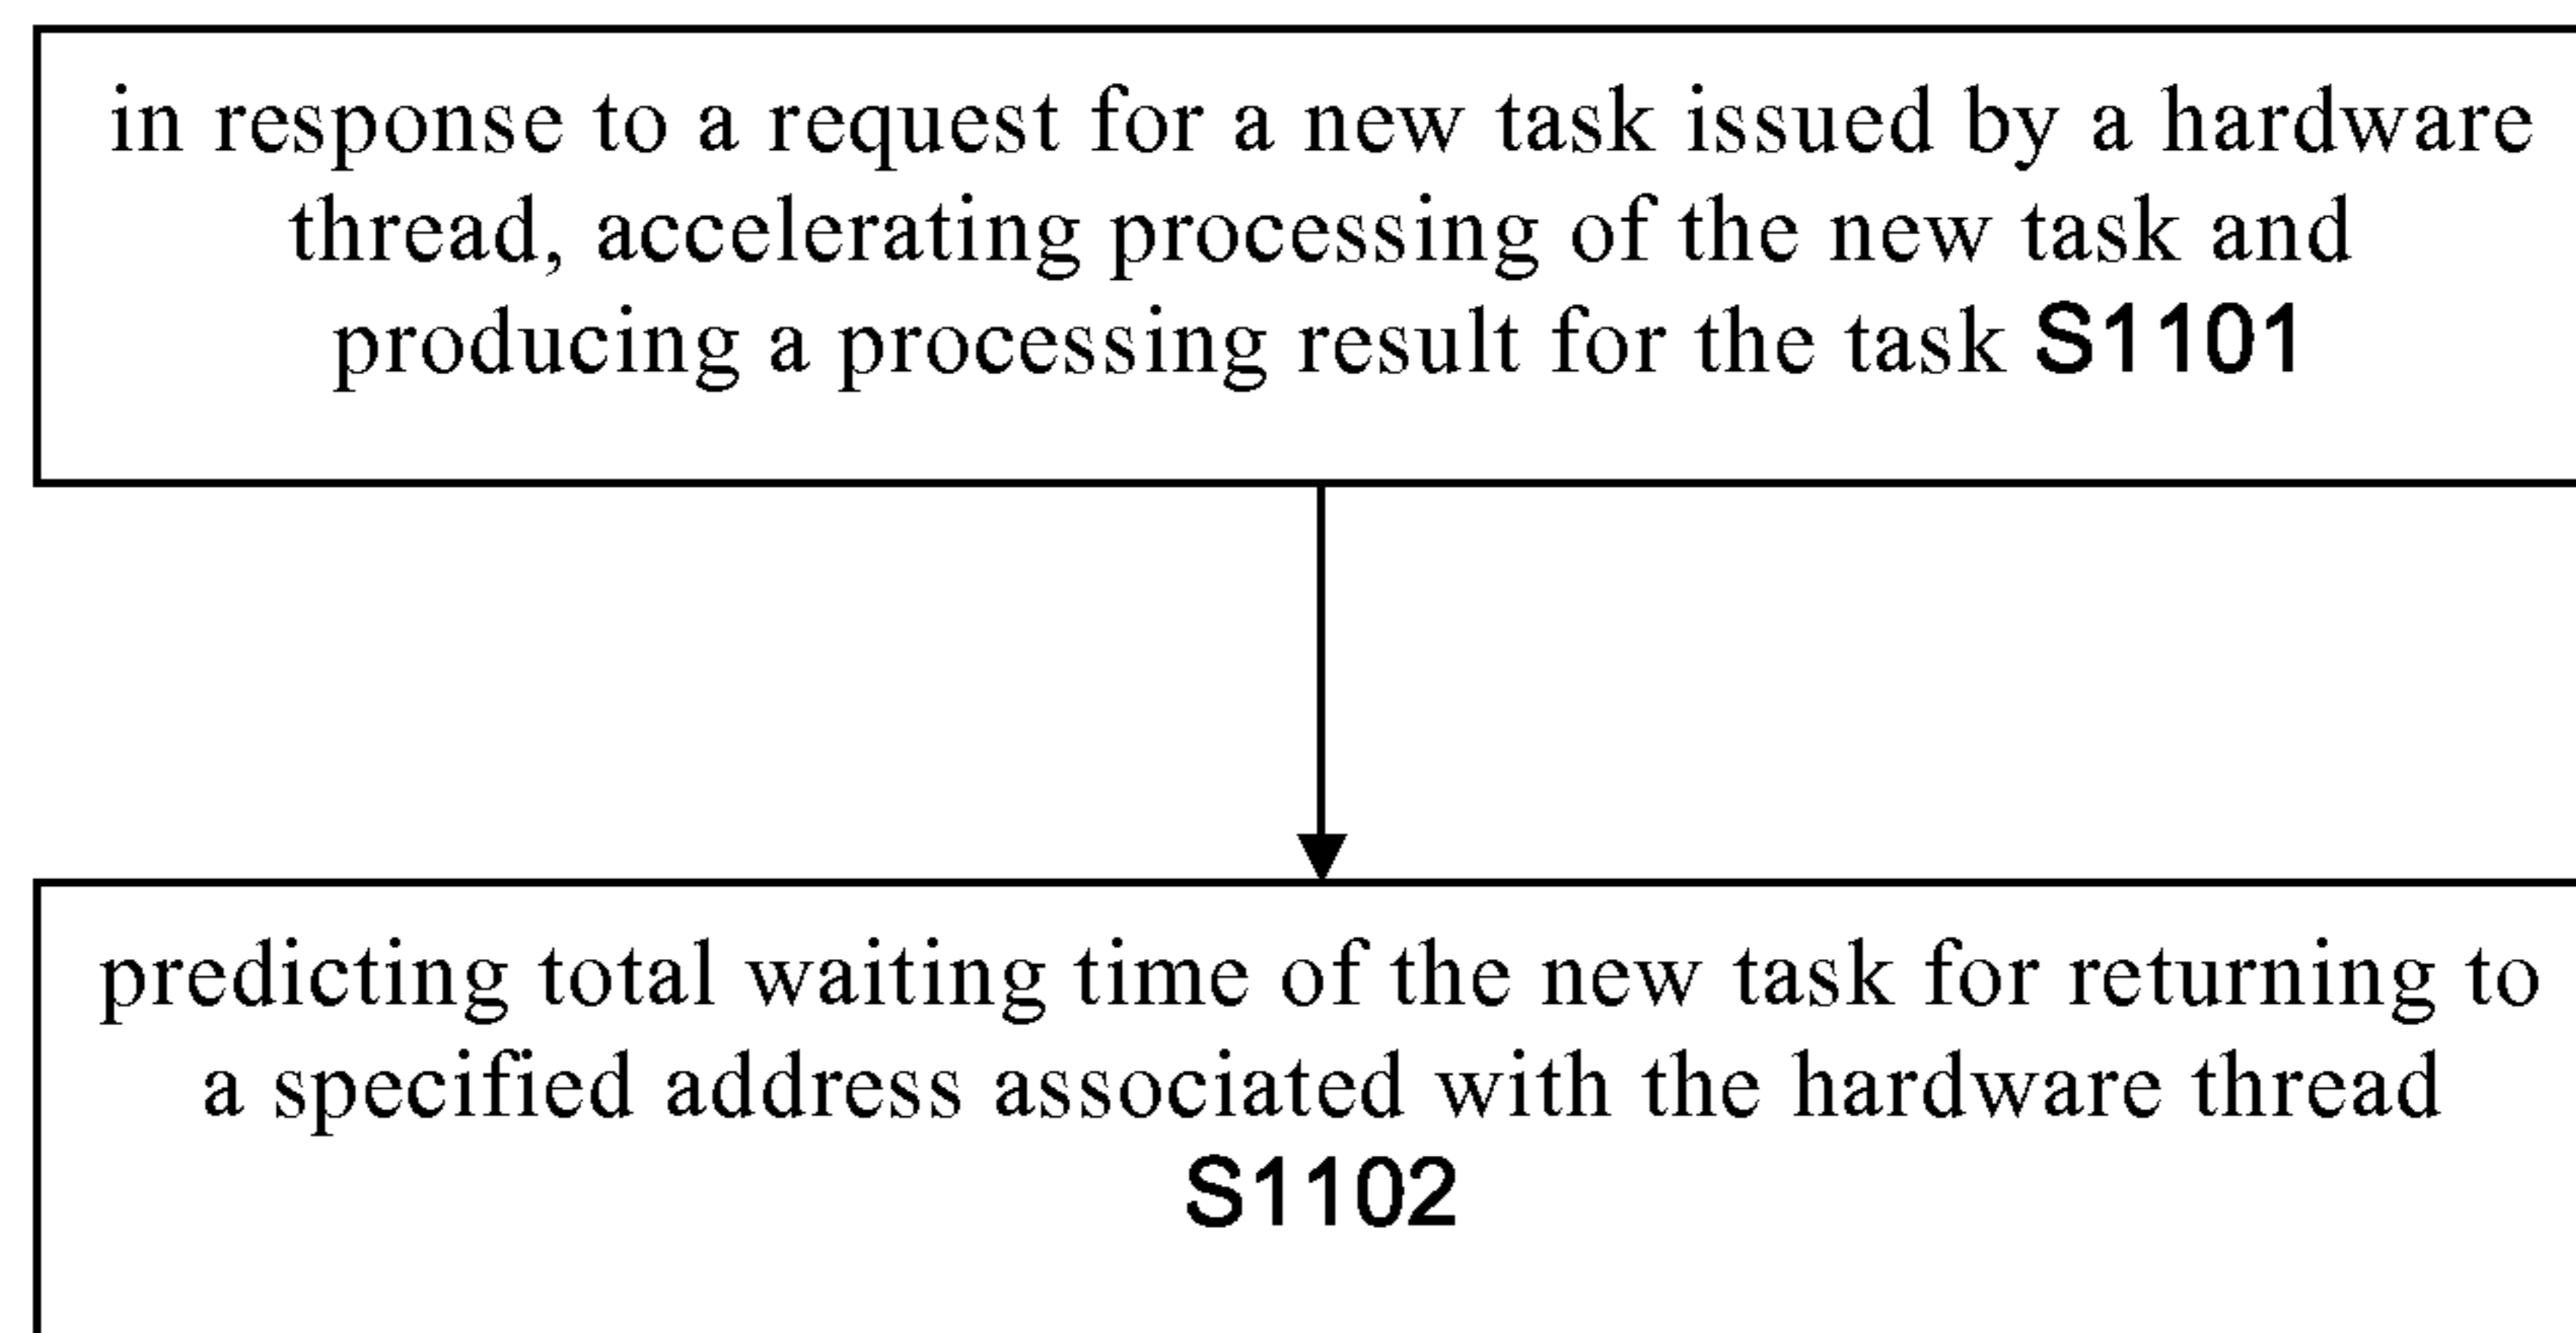 in response to a request for a new task issued by a hardware
thread, accelerating processing of the new task and
producing a processing result for the task S1101
predicting total waiting time of the new task for returning to
a specified address associated with the hardware thread
S1102